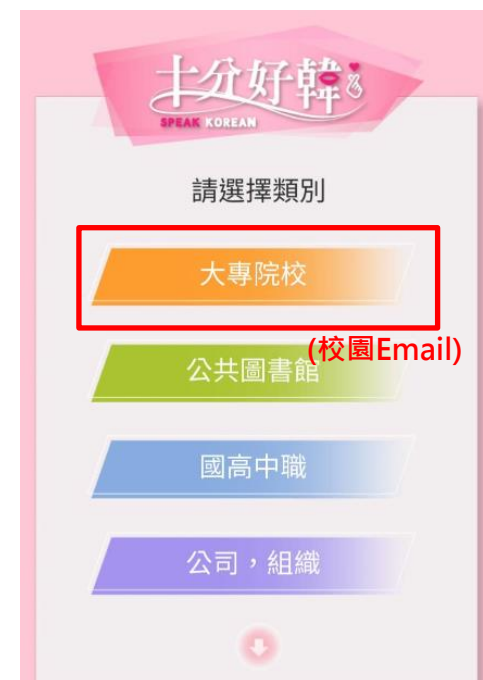 十分好韓
SPEAK KOREAN
請選擇類別
大專院校
(校園Email)
公共圖書館
國高中職
公司，組織